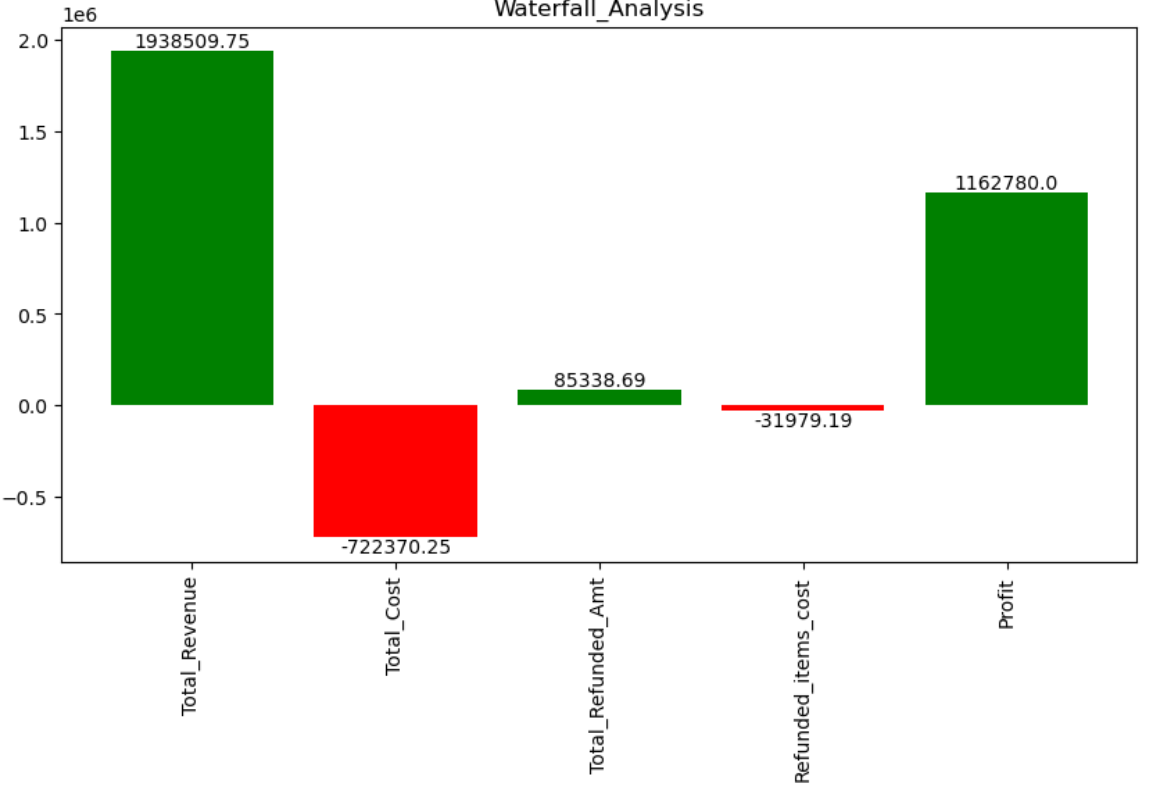 Waterfall_Analysis
1e6
2.0
1.5
1.0
0.5
0.0
−0.5
1938509.75
-722370.25
85338.69
-31979.19
1162780.0
Total_Revenue
Total_Cost
Total_Refunded_Amt
Refunded_items_cost
Profit